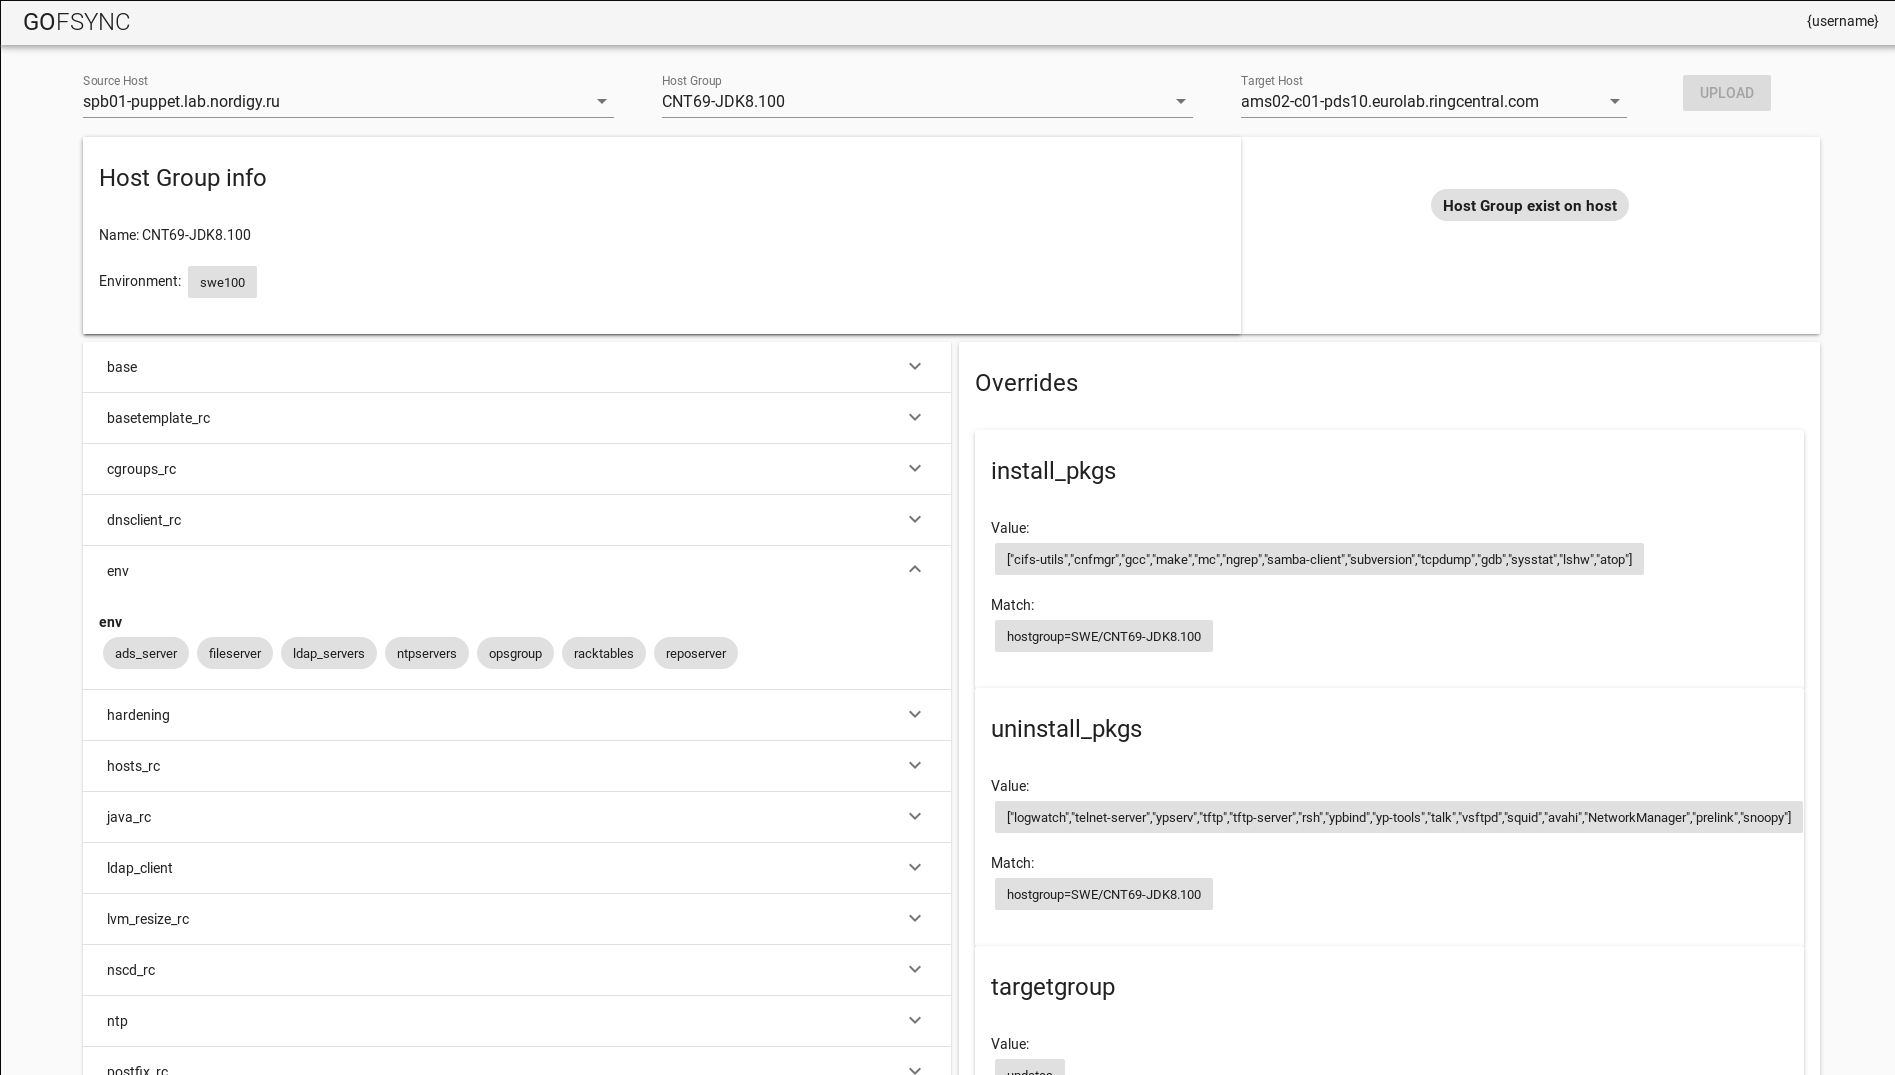 GOFSYNC
{username}
Source Host
spb01-puppet.lab.nordigy.ru
Host Group
CNT69-JDK8.100
Target Host
ams02-c01-pds10.eurolab.ringcentral.com
UPLOAD
Host Group info
Name: CNT69-JDK8.100
Environment: swe100
Host Group exist on host
base
basetemplate_rc
cgroups_rc
dnsclient_rc
env
env
ads_server fileserver ldap_servers ntpservers opsgroup racktables reposerver
hardening
hosts_rc
java_rc
ldap_client
lvm_resize_rc
nscd_rc
ntp
postfix_rc
Overrides
install_pkgs
Value:
["cifs-utils","cnfmgr","gcc","make","mc","ngrep","samba-client","subversion","tcpdump","gdb","sysstat","lshw","atop"]
Match:
hostgroup=SWE/CNT69-JDK8.100
uninstall_pkgs
Value:
["logwatch","telnet-server","ypserv","tftp","tftp-server","rsh","ypbind","yp-tools","talk","vsftpd","squid","avahi","NetworkManager","prelink","snoopy"]
Match:
hostgroup=SWE/CNT69-JDK8.100
targetgroup
Value:
updates